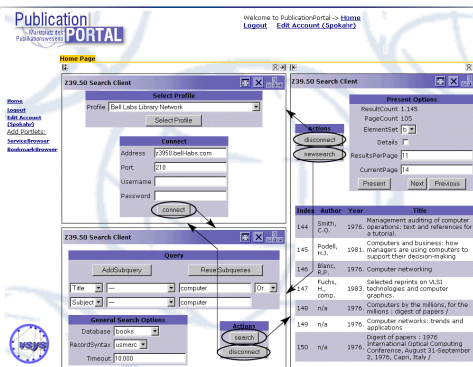 Publication
Marktplatz des
Publikationswesens PORTAL
Welcome to PublicationPortal -> Home
Logout Edit Account (Spokahr)
Home Page
Home
Logout
Edit Account
(Spokahr)
Add Portlets:
ServiceBrowser
BookmarkBrowser
Z39.50 Search Client
Select Profile
Profile Bell Labs Library Network
Select Profile
Connect
Address z3950.bell-labs.com
Port 210
Username
Password
connect
Z39.50 Search Client
Query
AddSubquery Reset Subqueries
Title --- computer Or
Subject --- computer
General Search Options
Database books
RecordSyntax usmarc
Timeout 10.000
Actions
search
disconnect
Z39.50 Search Client
Actions
disconnect
newsearch
Present Options
ResultCount 1.145
PageCount 105
ElementSet b
Details
ResultsPerPage 11
CurrentPage 14
Present Next Previous
Index Author Year Title
144 Smith, C.O. 1976. Management auditing of computer
operations: text and references for
a tutorial.
145 Podell, H.J. 1981. Computers and business: how
managers are using computers to
support their decision-making
146 Blanc, R.P. 1976. Computer networking
147 Fuchs, H., comp. 1983. Selected reprints on VLSI
technologies and computer
graphics.
148 n/a 1976. Computers by the millions, for the
millions : digest of papers /
149 n/a 1976. Computer networks: trends and
applications
150 n/a 1976. Digest of papers : 1976
International Optical Computing
Conference, August 31-September
2, 1976, Capri, Italy /
vsys